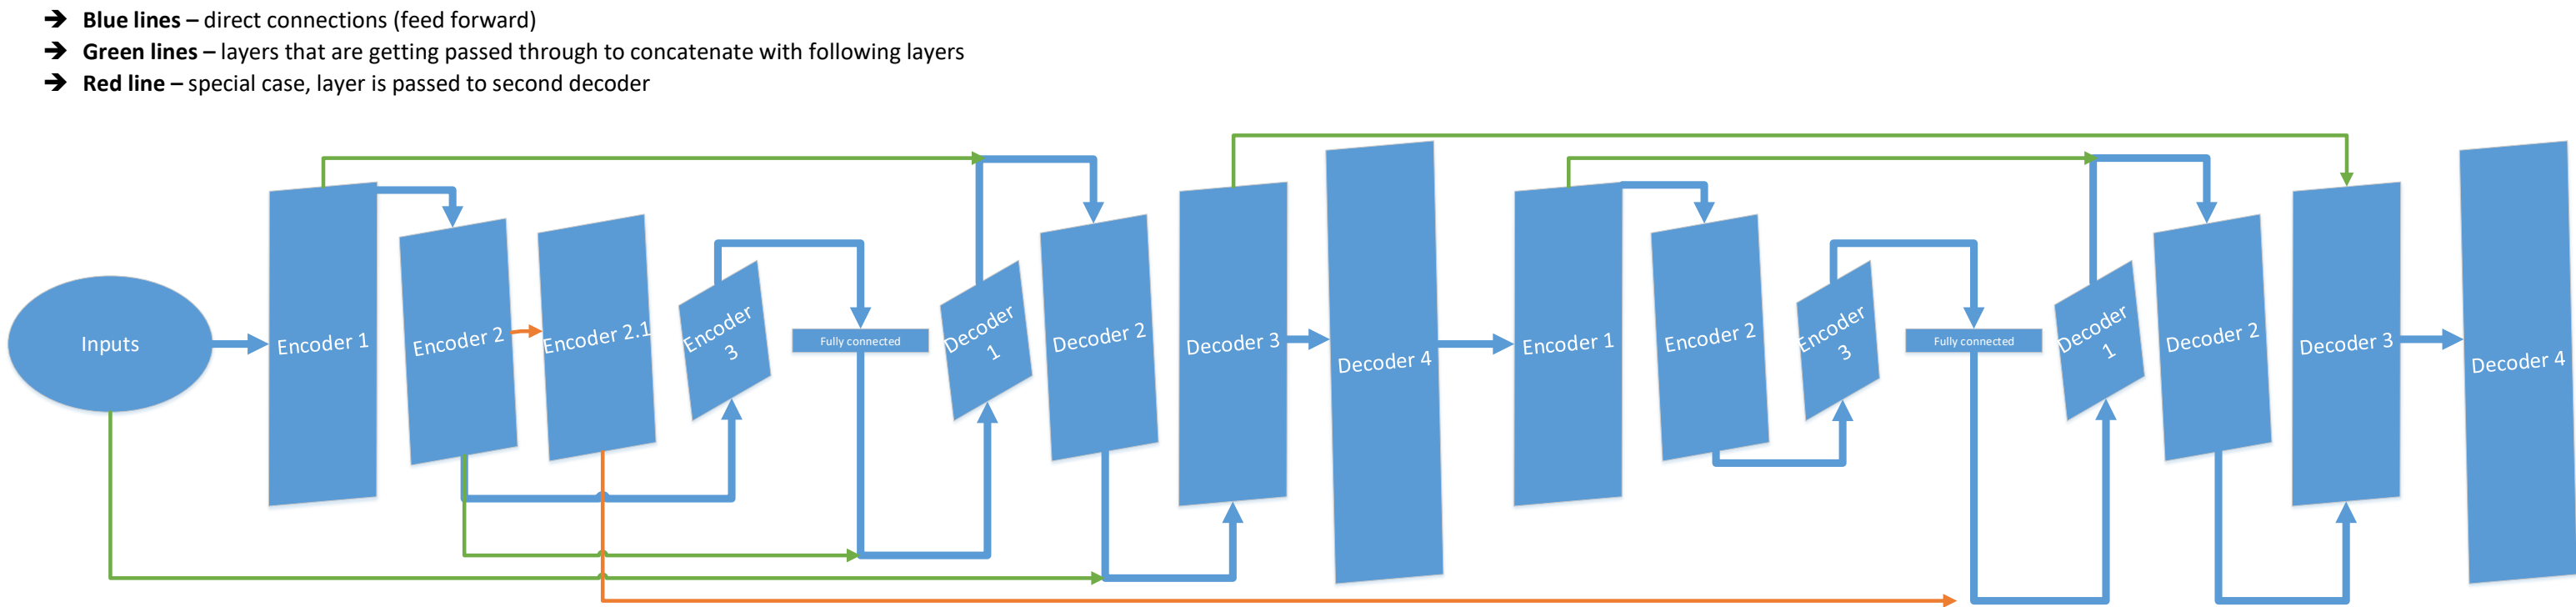 ➔ Blue lines – direct connections (feed forward)
➔ Green lines – layers that are getting passed through to concatenate with following layers
➔ Red line – special case, layer is passed to second decoder
Inputs
Encoder 1
Encoder 2
Encoder 2.1
Encoder
3
Fully connected
Decoder
1
Decoder 2
Decoder 3
Decoder 4
Encoder 1
Encoder 2
Encoder
3
Fully connected
Decoder
1
Decoder 2
Decoder 3
Decoder 4